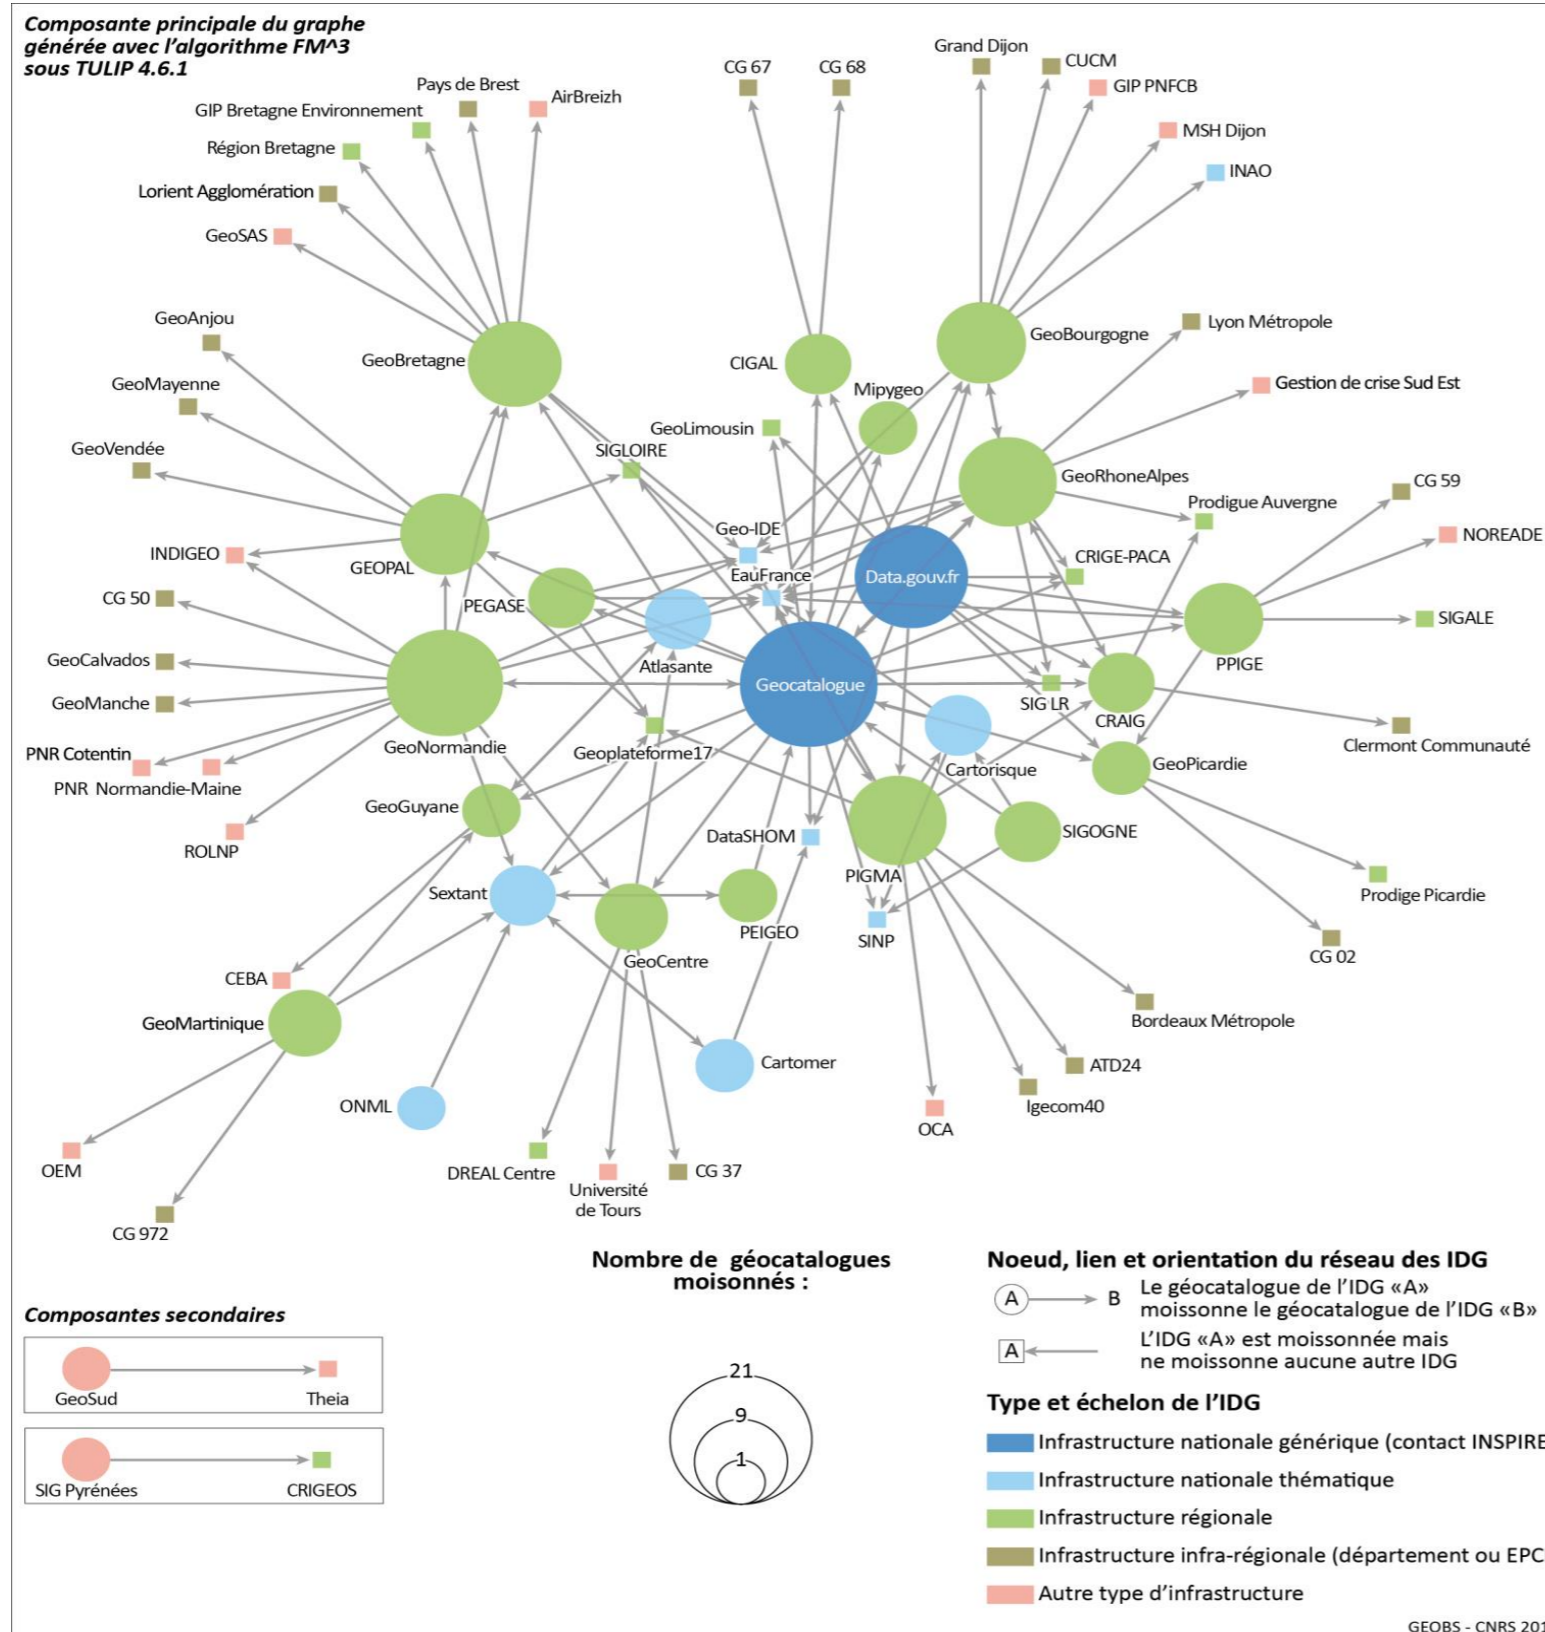 Composante principale du graphe
générée avec l’algorithme FM^3
sous TULIP 4.6.1
Grand Dijon
CUCM
CG 67
CG 68
GIP PNFCB
Pays de Brest
AirBreizh
GIP Bretagne Environnement
MSH Dijon
Région Bretagne
INAO
Lorient Agglomération
GeoSAS
GeoAnjou
Lyon Métropole
GeoBourgogne
GeoBretagne
CIGAL
GeoMayenne
Mipygeo
Gestion de crise Sud Est
GeoLimousin
GeoVendée
SIGLOIRE
GeoRhoneAlpes
CG 59
Prodigue Auvergne
Geo-IDE
NOREADE
INDIGEO
GEOPAL
CRIGE-PACA
EauFrance
Data.gouv.fr
CG 50
PEGASE
SIGALE
GeoCalvados
Atlasante
PPIGE
Geocatalogue
GeoManche
SIG LR
CRAIG
GeoNormandie
PNR Cotentin
Geoplateforme17
Clermont Communauté
Cartorisque
GeoPicardie
PNR Normandie-Maine
GeoGuyane
DataSHOM
SIGOGNE
ROLNP
PIGMA
Sextant
Prodige Picardie
PEIGEO
SINP
GeoCentre
CG 02
CEBA
GeoMartinique
Bordeaux Métropole
Cartomer
ATD24
ONML
Igecom40
OCA
OEM
DREAL Centre
CG 37
Université
de Tours
CG 972
Nombre de géocatalogues
moisonnés :
21
9
1
Noeud, lien et orientation du réseau des IDG
A
B
Le géocatalogue de l’IDG «A»
moissonne le géocatalogue de l’IDG «B»
A
L’IDG «A» est moissonnée mais
ne moissonne aucune autre IDG
Composantes secondaires
GeoSud
Theia
SIG Pyrénées
CRIGEOS
Type et échelon de l’IDG
Infrastructure nationale générique (contact INSPIRE
Infrastructure nationale thématique
Infrastructure régionale
Infrastructure infra-régionale (département ou EPC
Autre type d’infrastructure
GEOBS - CNRS 201